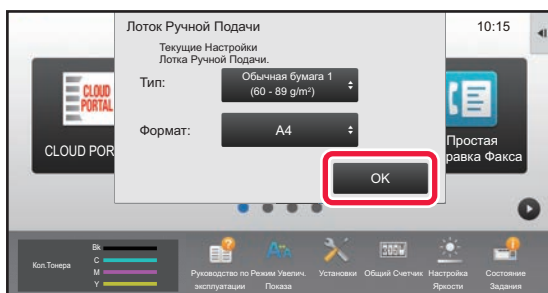 Лоток Ручной Подачи
10:15
Текущие Настройки
Лотка Ручной Подачи.
Тип:
Обычная бумага 1
(60 - 89 g/m²)
Формат:
A4
OK
CLOUD
PORTAL
CLOUD POR
Простая
равка Факса
Кол.Тонера
Bk
C
M
Y
Руководство по
эксплуатации
Режим Увелич.
Показа
Установки
Общий Счетчик
Настройка
Яркости
Состояние
Задания